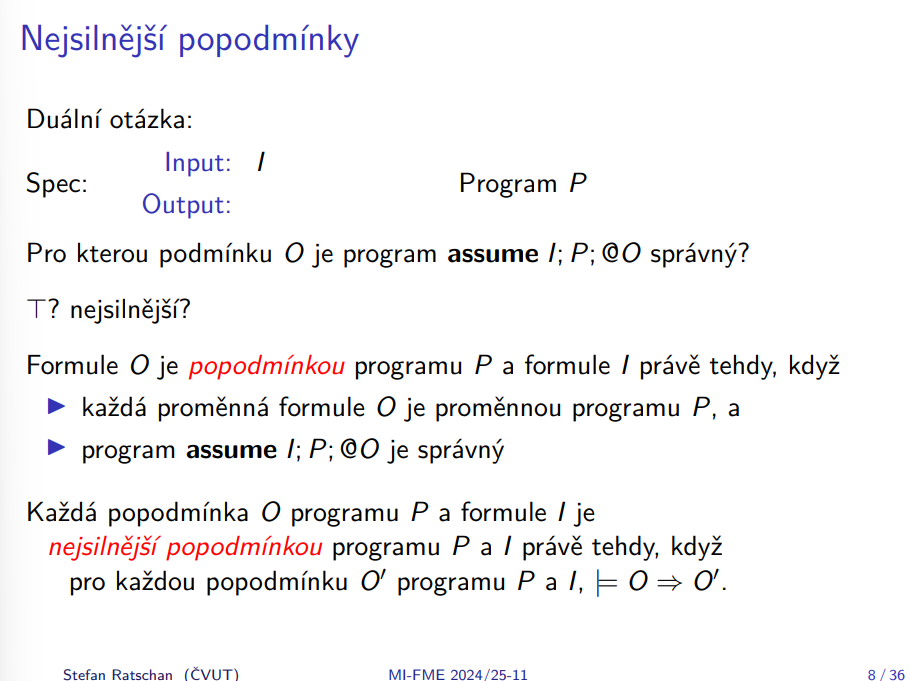 Nejsilnější popodmínky
Duální otázka:
Spec:
Input: I
Output:
Program P
Pro kterou podmínku O je program assume I; P; @O správný?
⊤? nejsilnější?
Formule O je popodmínkou programu P a formule I právě tehdy, když
▶ každá proměnná formule O je proměnnou programu P, a
▶ program assume I; P; @O je správný
Každá popodmínka O programu P a formule I je
nejsilnější popodmínkou programu P a I právě tehdy, když
pro každou popodmínku O′ programu P a I, ⊨ O ⇒ O′.
Stefan Ratschan (ČVUT) MI-FME 2024/25-11 8 / 36